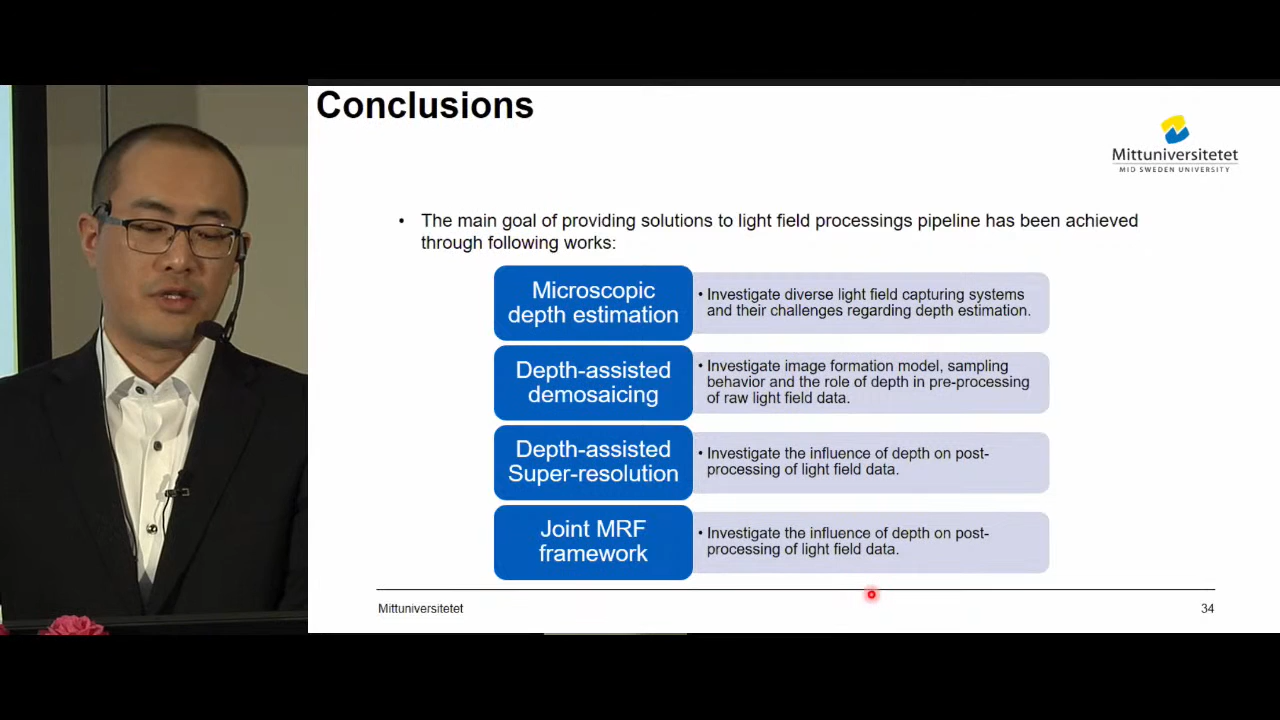 Conclusions
Mittuniversitetet
MID SWEDEN UNIVERSITY
• The main goal of providing solutions to light field processings pipeline has been achieved
through following works:
Microscopic
depth estimation
• Investigate diverse light field capturing systems
and their challenges regarding depth estimation.
Depth-assisted
demosaicing
• Investigate image formation model, sampling
behavior and the role of depth in pre-processing
of raw light field data.
Depth-assisted
Super-resolution
• Investigate the influence of depth on post-
processing of light field data.
Joint MRF
framework
• Investigate the influence of depth on post-
processing of light field data.
Mittuniversitetet
34